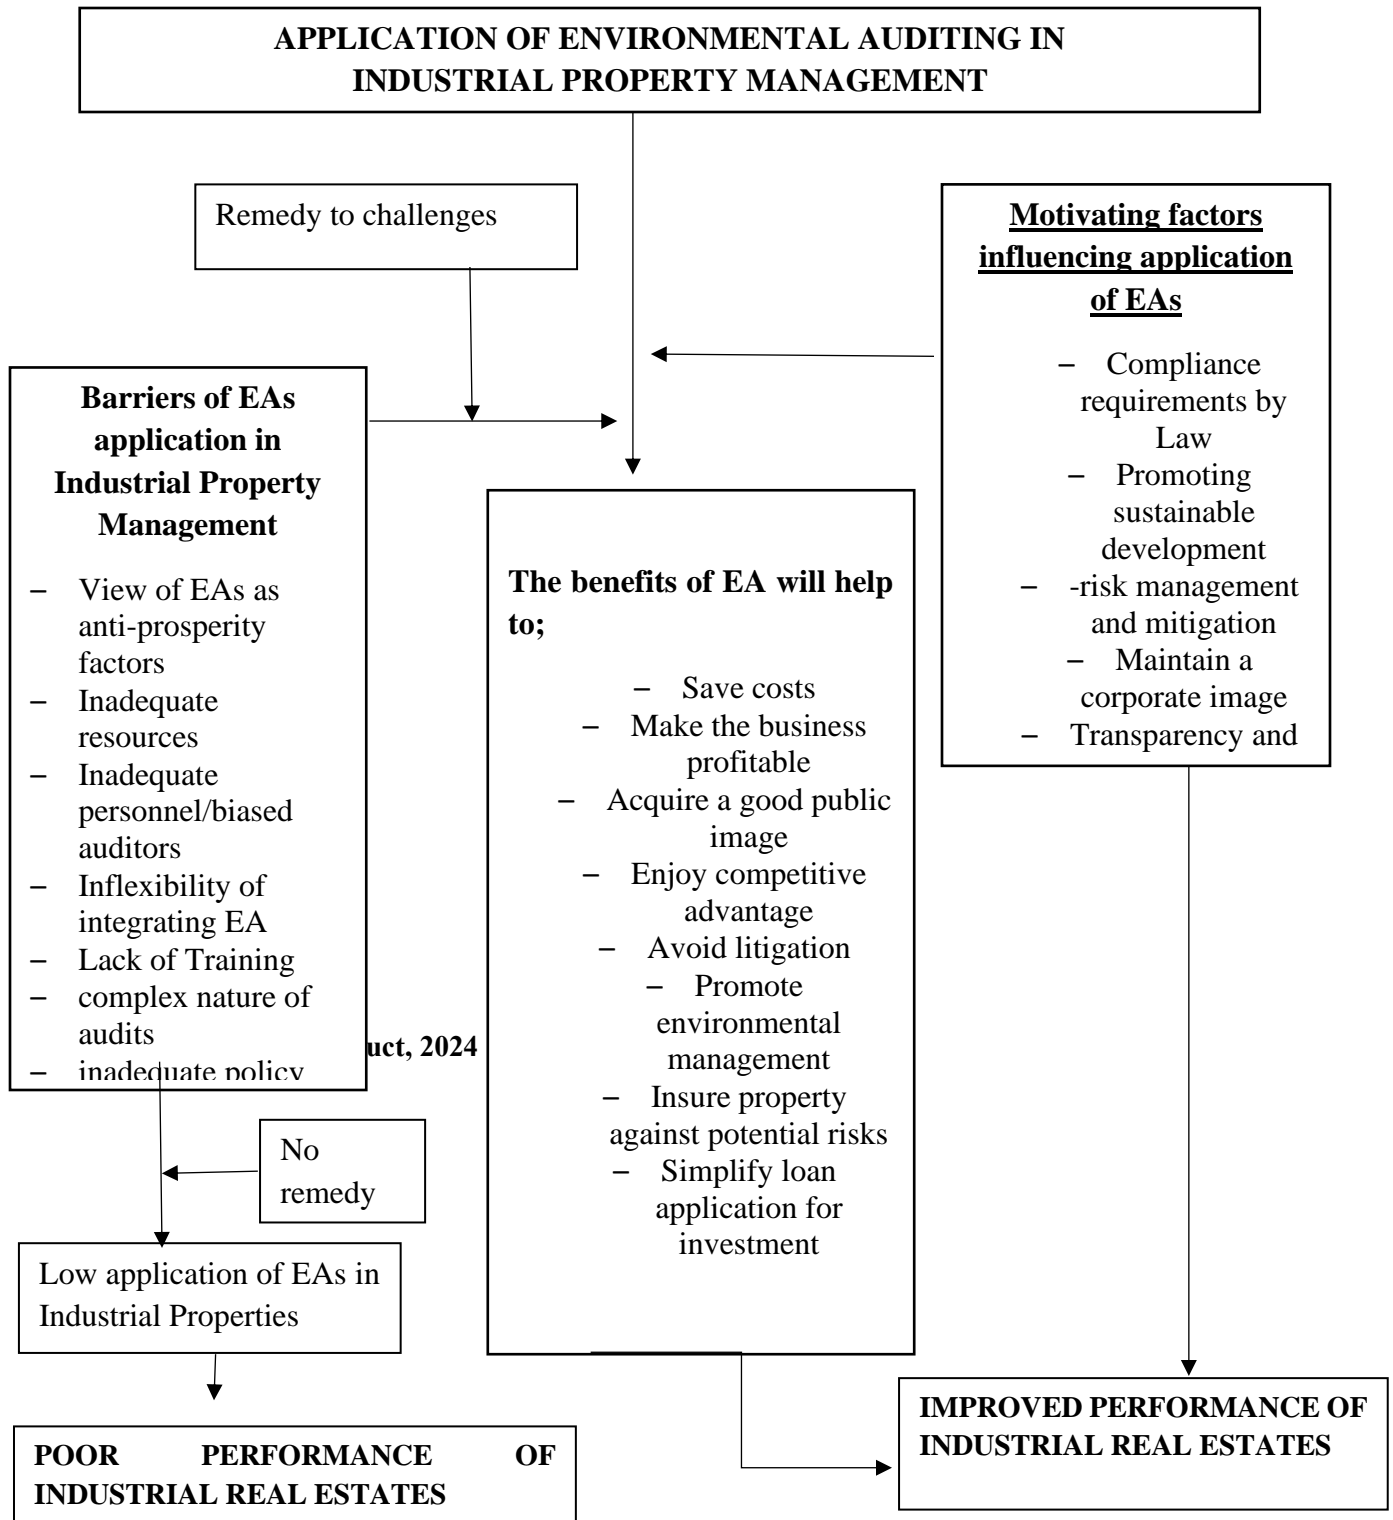 APPLICATION OF ENVIRONMENTAL AUDITING IN
INDUSTRIAL PROPERTY MANAGEMENT
Remedy to challenges
Motivating factors
influencing application
of EAs
– Compliance
requirements by
Law
– Promoting
sustainable
development
– -risk management
and mitigation
– Maintain a
corporate image
– Transparency and
Barriers of EAs
application in
Industrial Property
Management
– View of EAs as
anti-prosperity
factors
– Inadequate
resources
– Inadequate
personnel/biased
auditors
– Inflexibility of
integrating EA
– Lack of Training
– complex nature of
audits
– inadequate policy
uct, 2024
The benefits of EA will help
to;
– Save costs
– Make the business
profitable
– Acquire a good public
image
– Enjoy competitive
advantage
– Avoid litigation
– Promote
environmental
management
– Insure property
against potential risks
– Simplify loan
application for
investment
No
remedy
Low application of EAs in
Industrial Properties
POOR PERFORMANCE OF
INDUSTRIAL REAL ESTATES
IMPROVED PERFORMANCE OF
INDUSTRIAL REAL ESTATES